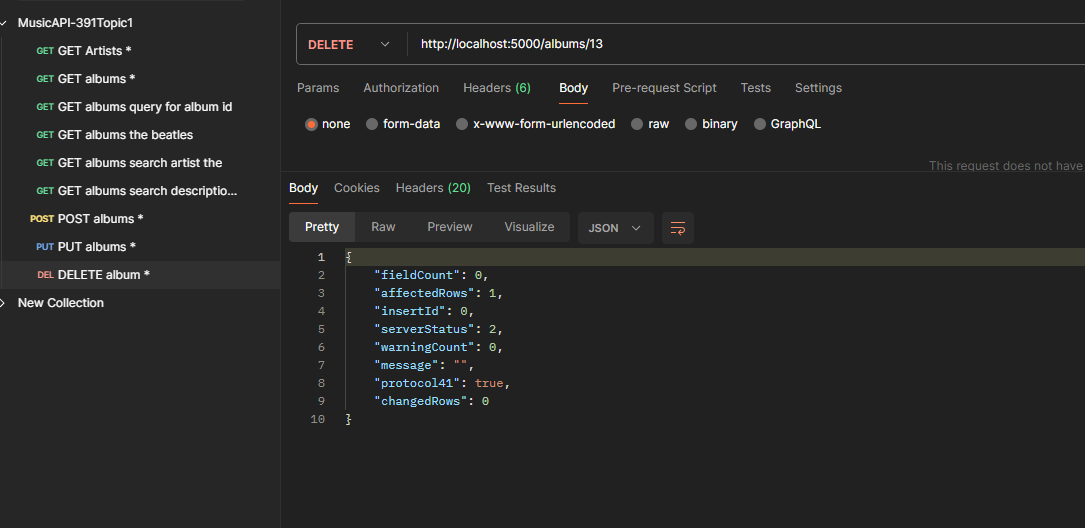 MusicAPI-391Topic1
GET GET Artists *
GET GET albums *
GET GET albums query for album id
GET GET albums the beatles
GET GET albums search artist the
GET GET albums search descriptio...
POST POST albums *
PUT PUT albums *
DEL DELETE album *
New Collection
DELETE http://localhost:5000/albums/13
Params Authorization Headers (6) Body Pre-request Script Tests Settings
none form-data x-www-form-urlencoded raw binary GraphQL
This request does not have
Body Cookies Headers (20) Test Results
Pretty Raw Preview Visualize JSON
1 {
2 "fieldCount": 0,
3 "affectedRows": 1,
4 "insertId": 0,
5 "serverStatus": 2,
6 "warningCount": 0,
7 "message": "",
8 "protocol41": true,
9 "changedRows": 0
10 }